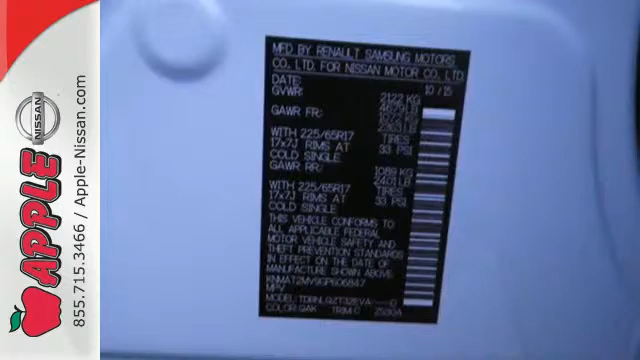 MFD BY RENAULT SAMSUNG MOTORS
CO., LTD. FOR NISSAN MOTOR CO., LTD.
DATE: 10 / 15
GVWR: 2122 KG
GAWR FR:
WITH 225/65R17 TIRES
17x7J RIMS AT 33 PSI
COLD SINGLE
GAWR RR: 1089 KG
2401 LB
WITH 225/65R17 TIRES
17x7J RIMS AT 33 PSI
COLD SINGLE
THIS VEHICLE CONFORMS TO
ALL APPLICABLE FEDERAL
MOTOR VEHICLE SAFETY AND
THEFT PREVENTION STANDARDS
IN EFFECT ON THE DATE OF
MANUFACTURE SHOWN ABOVE.
KNMAT2MV9GP606847
MPV
MODEL:
COLOR:QAK TRIM:G
NISSAN
APPLE
855.715.3466 / Apple-Nissan.com